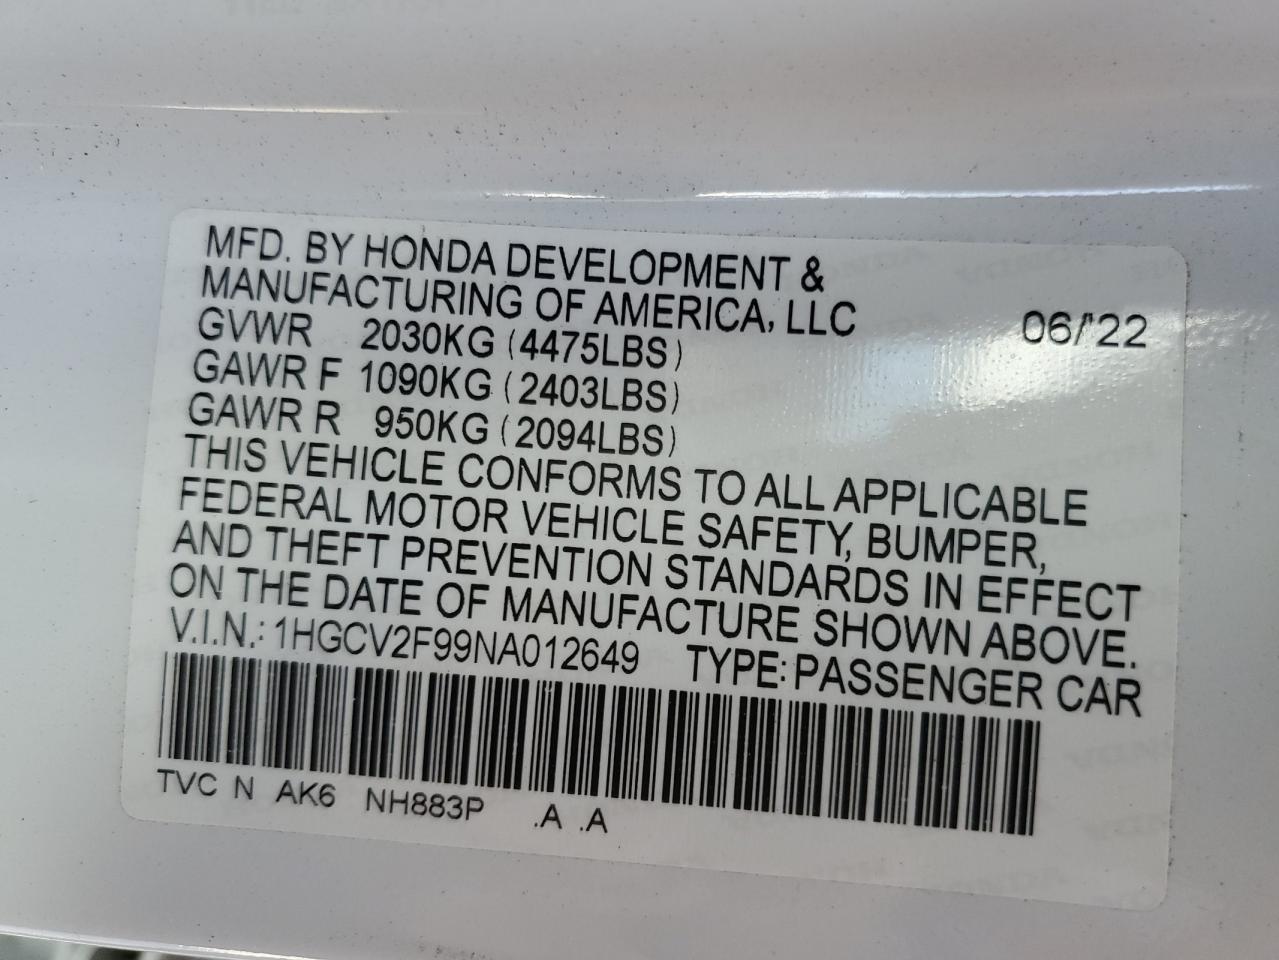 MFD. BY HONDA DEVELOPMENT &
MANUFACTURING OF AMERICA, LLC 06/'22
GVWR 2030KG (4475LBS)
GAWR F 1090KG (2403LBS)
GAWR R 950KG (2094LBS)
THIS VEHICLE CONFORMS TO ALL APPLICABLE
FEDERAL MOTOR VEHICLE SAFETY, BUMPER,
AND THEFT PREVENTION STANDARDS IN EFFECT
ON THE DATE OF MANUFACTURE SHOWN ABOVE.
V.I.N.: 1HGCV2F99NA012649 TYPE: PASSENGER CAR
TVC N AK6 NH883P .A .A